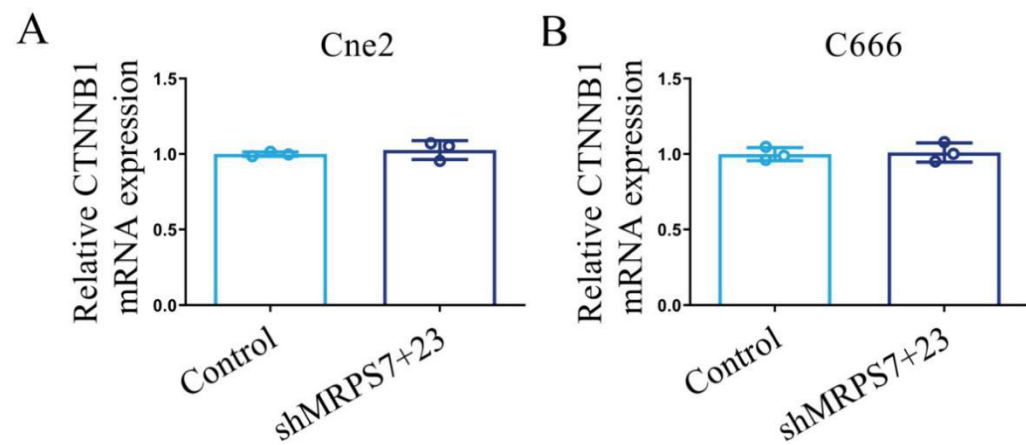 A
Cne2
Relative CTNNB1
mRNA expression
1.5
1.0
0.5
0.0
Control
shMRPS7+23
B
C666
Relative CTNNB1
mRNA expression
1.5
1.0
0.5
0.0
Control
shMRPS7+23